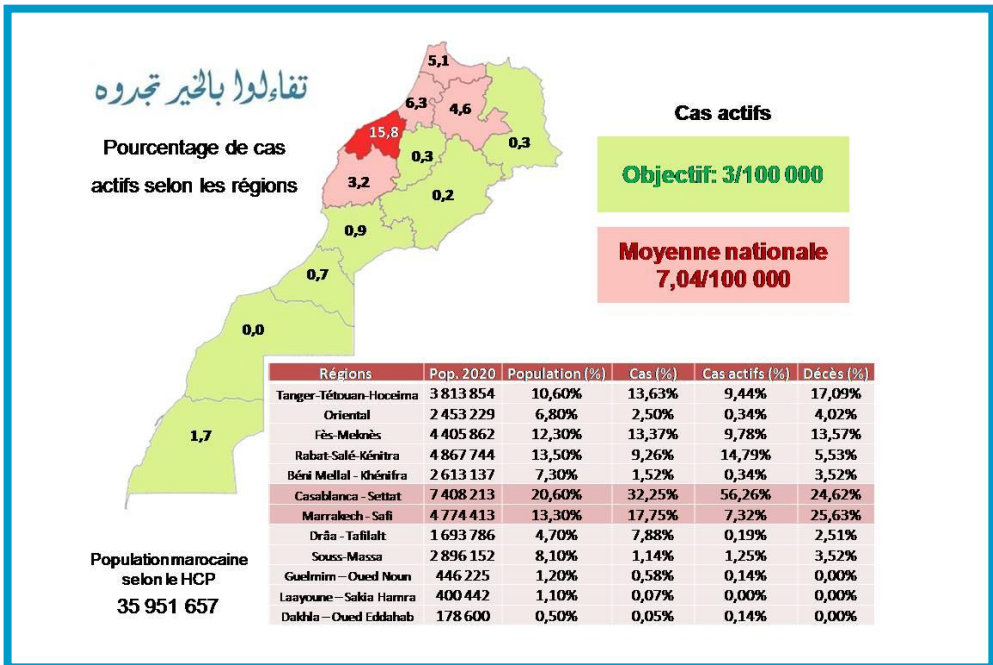 تفاءلوا بالخير تجدوه
Pourcentage de cas
actifs selon les régions
5,1
6,3
4,6
15,8
0,3
0,3
3,2
0,2
0,9
0,7
0,0
1,7
Cas actifs
Objectif: 3/100 000
Moyenne nationale
7,04/100 000
Régions Pop. 2020 Population (%) Cas (%) Cas actifs (%) Décès (%)
Tanger-Tétouan-Hoceima 3 813 854 10,60% 13,63% 9,44% 17,09%
Oriental 2 453 229 6,80% 2,50% 0,34% 4,02%
Fès-Meknès 4 405 862 12,30% 13,37% 9,78% 13,57%
Rabat-Salé-Kénitra 4 867 744 13,50% 9,26% 14,79% 5,53%
Béni Mellal - Khénifra 2 613 137 7,30% 1,52% 0,34% 3,52%
Casablanca - Settat 7 408 213 20,60% 32,25% 56,26% 24,62%
Marrakech - Safi 4 774 413 13,30% 17,75% 7,32% 25,63%
Drâa - Tafilalt 1 693 786 4,70% 7,88% 0,19% 2,51%
Souss-Massa 2 896 152 8,10% 1,14% 1,25% 3,52%
Guelmim – Oued Noun 446 225 1,20% 0,58% 0,14% 0,00%
Laayoune – Sakia Hamra 400 442 1,10% 0,07% 0,00% 0,00%
Dakhla – Oued Eddahab 178 600 0,50% 0,05% 0,14% 0,00%
Population marocaine
selon le HCP
35 951 657